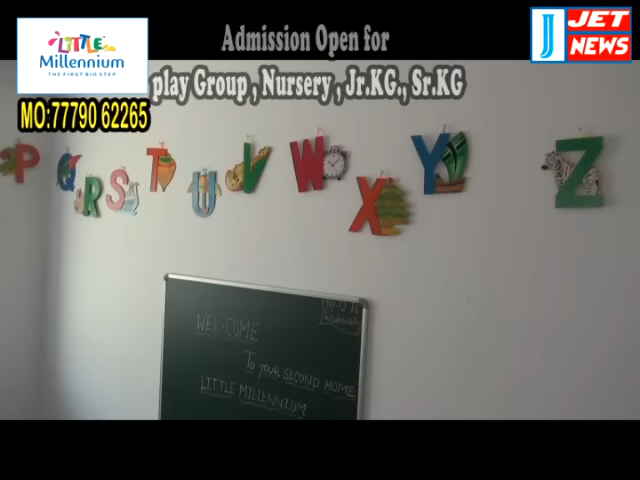 Little
Millennium
THE FIRST BIG STEP
MO:77790 62265
Admission Open for
play Group , Nursery , Jr.KG., Sr.KG
J JET
NEWS
P Q R S T U V W X Y Z
WEL-COME
To your SECOND HOME
LITTLE MILLENNIUM